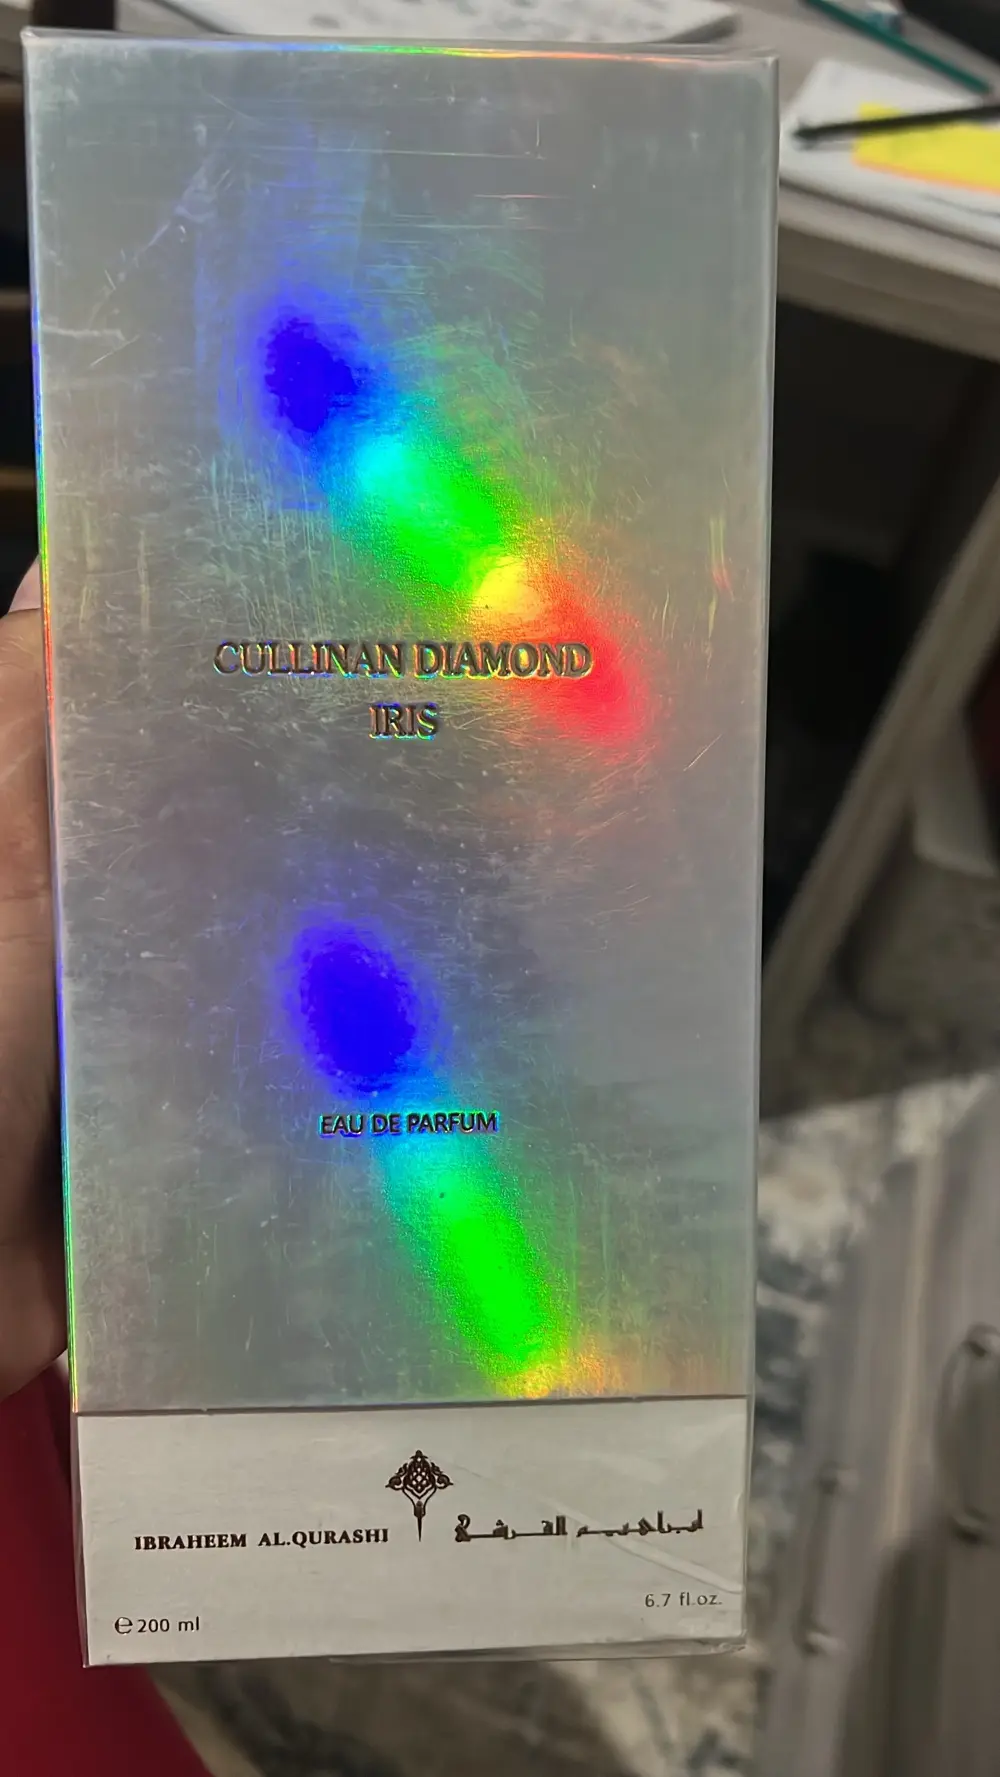 CULLINAN DIAMOND
IRIS
EAU DE PARFUM
IBRAHEEM AL.QURASHI
ابراهيم القرشي
6.7 fl.oz.
℮ 200 ml